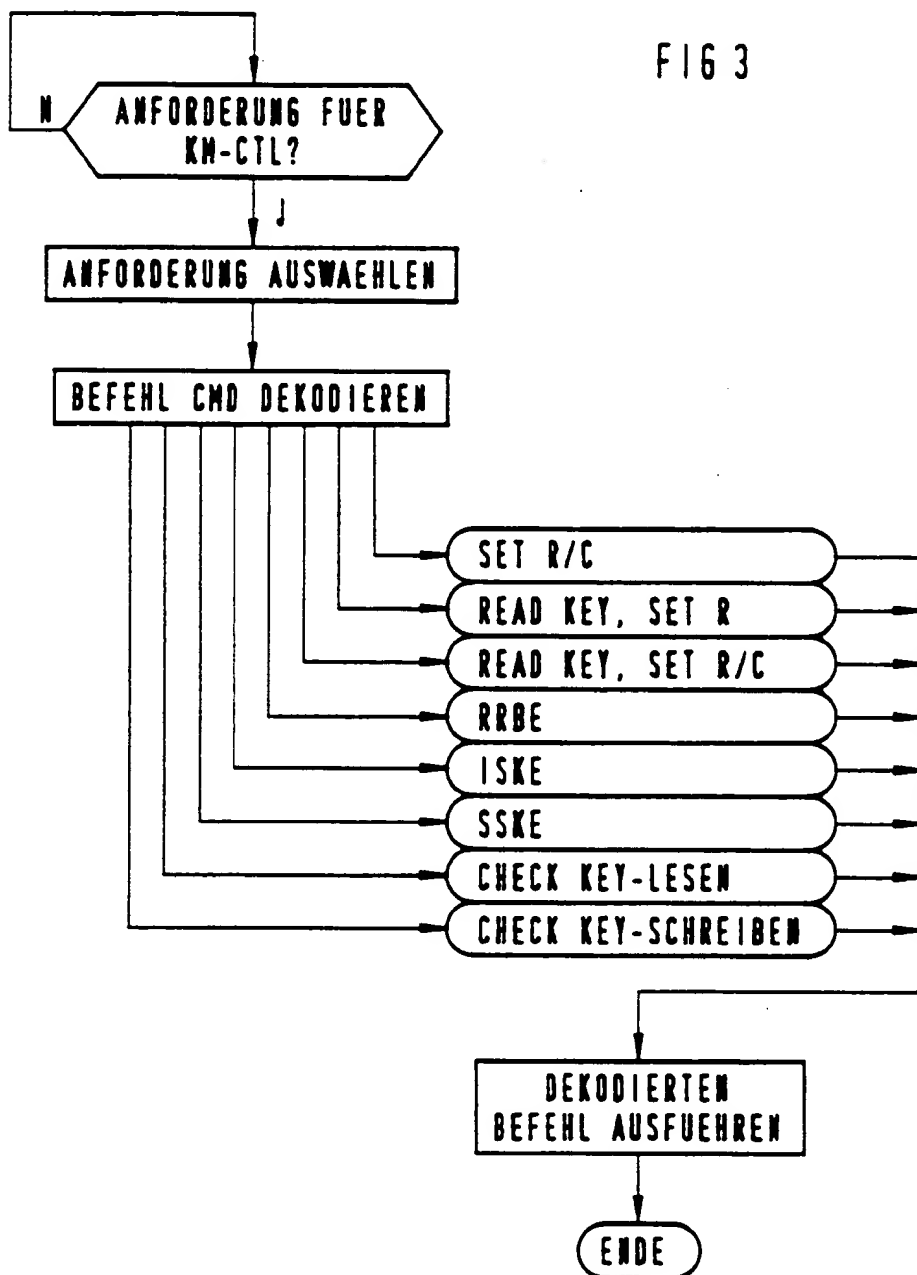 FIG 3
N
ANFORDERUNG FUER
KM-CTL?
J
ANFORDERUNG AUSWAEHLEN
BEFEHL CMD DEKODIEREN
SET R/C
READ KEY, SET R
READ KEY, SET R/C
RRBE
ISKE
SSKE
CHECK KEY-LESEN
CHECK KEY-SCHREIBEN
DEKODIERTEN
BEFEHL AUSFUEHREN
ENDE